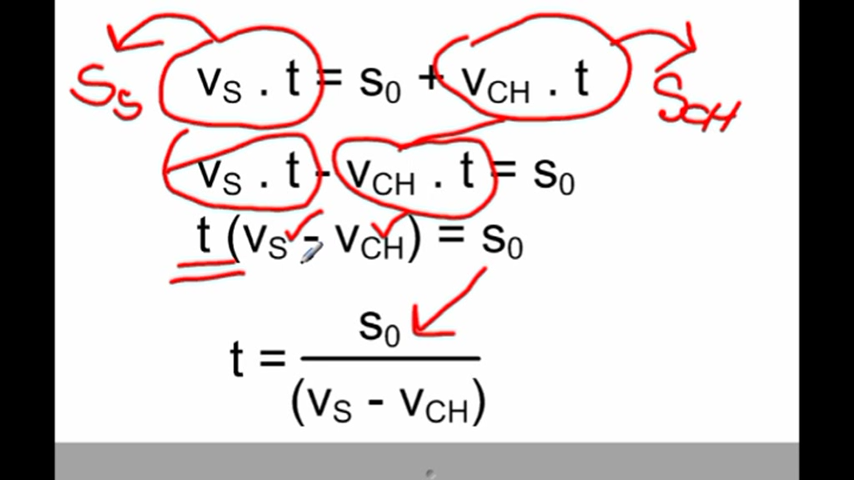 S_S v_S . t = s_0 + v_CH . t S_CH
v_S . t - v_CH . t = s_0
t (v_S - v_CH) = s_0
t = s_0 / (v_S - v_CH)